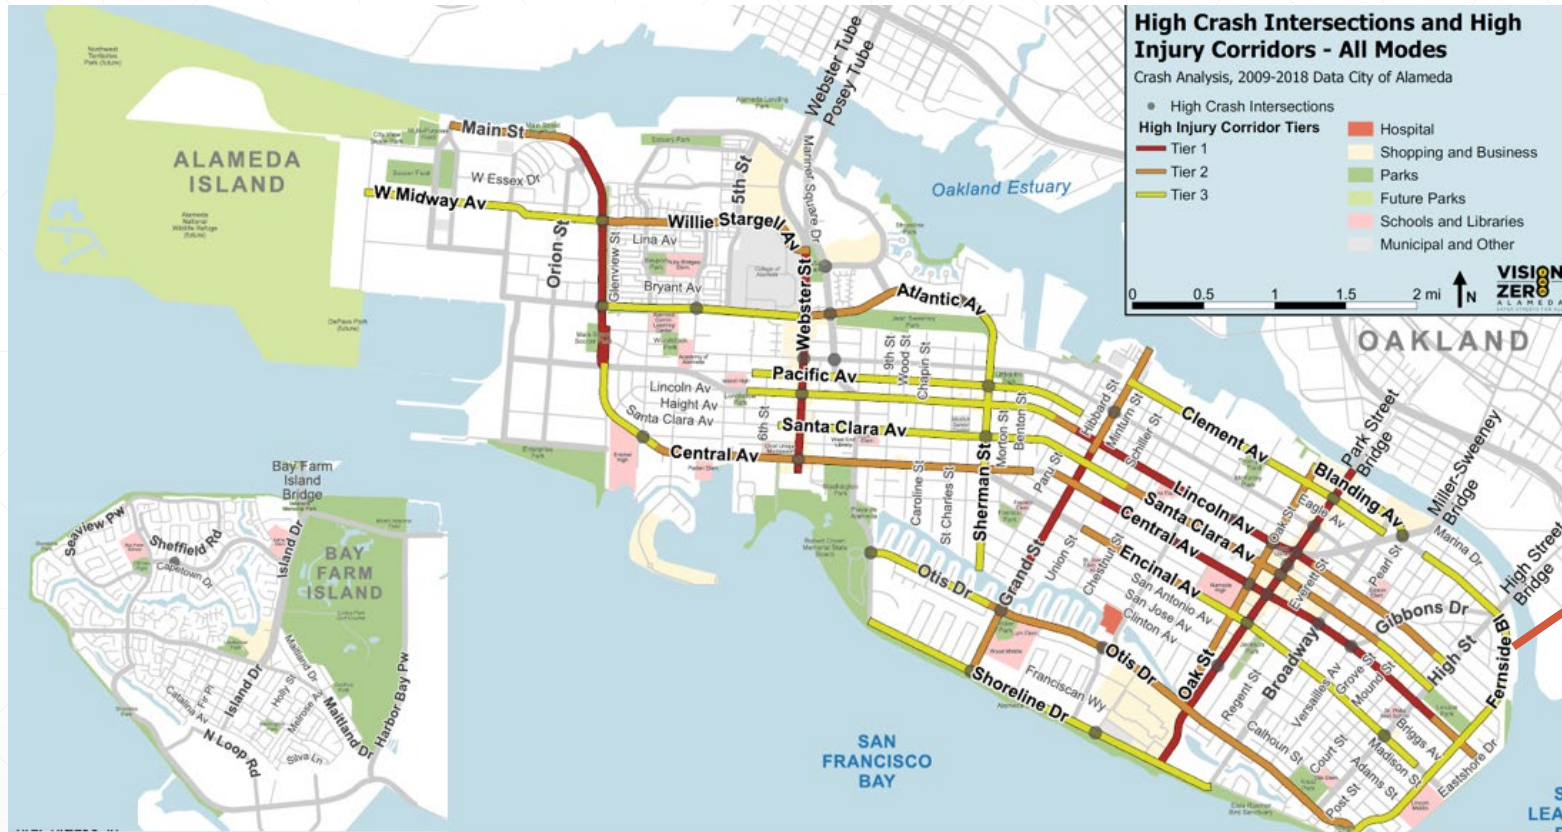 High Crash Intersections and High
Injury Corridors - All Modes
Crash Analysis, 2009-2018 Data City of Alameda
High Crash Intersections
High Injury Corridor Tiers
Tier 1
Tier 2
Tier 3
Hospital
Shopping and Business
Parks
Future Parks
Schools and Libraries
Municipal and Other
0 0.5 1 1.5 2 mi
N
VISION
ZERO
ALAMEDA
Webster Tube
Posey Tube
ALAMEDA
ISLAND
Main St
W Essex Dr
W Midway Av
Orion St
Glenview St
5th St
Willie Stargell Av
Lina Av
Bryant Av
Mariner Square Dr
Webster St
Oakland Estuary
Atlantic Av
OAKLAND
Pacific Av
Lincoln Av
Haight Av
Santa Clara Av
6th St
Santa Clara Av
Central Av
9th St
Wood St
Chapin St
Caroline St
St Charles St
Sherman St
Morton St
Benton St
Paru St
Hibbard St
Minturn St
Schiller St
Grand St
Union St
Chestnut St
Clement Av
Blanding Av
Park Street
Bridge
Miller-Sweeney
Bridge
High Street
Bridge
Lincoln Av
Santa Clara Av
Central Av
Encinal Av
San Antonio Av
San Jose Av
Clinton Av
Oak St
Eagle Av
Everett St
Pearl St
Marina Dr
Gibbons Dr
High St
Fernside Bl
Broadway
Regent St
Versailles Av
Grove St
Mound St
Briggs Av
Madison St
Adams St
Eastshore Dr
Calhoun St
Court St
Post St
Oak St
Otis Dr
Otis Dr
Franciscan Wy
Shoreline Dr
SAN
FRANCISCO
BAY
Bay Farm
Island
Bridge
Seaview Pw
Sheffield Rd
Capetown Dr
Island Dr
BAY
FARM
ISLAND
Island Dr
Maitland Dr
Maitland Dr
Holly St
Melrose Av
Fir Pl
Catalina Av
N Loop Rd
Silva Ln
Harbor Bay Pw